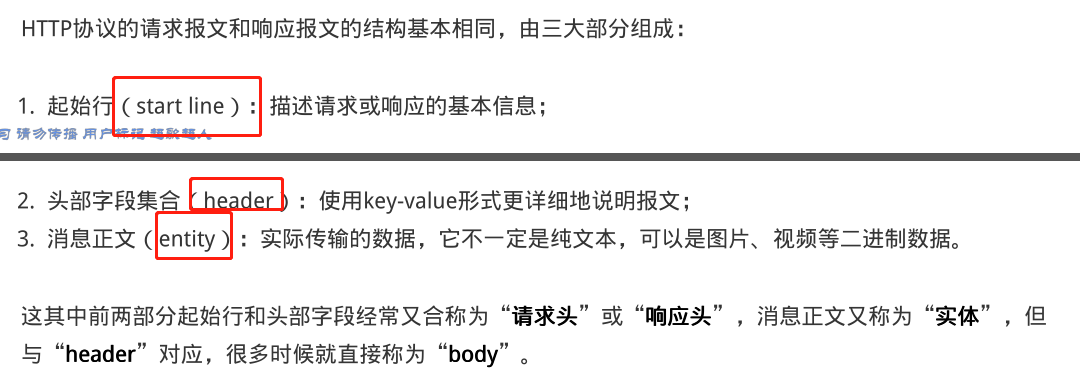 HTTP协议的请求报文和响应报文的结构基本相同，由三大部分组成：
1. 起始行（start line）：描述请求或响应的基本信息；
请勿传播 用户标记
2. 头部字段集合（header）：使用key-value形式更详细地说明报文；
3. 消息正文（entity）：实际传输的数据，它不一定是纯文本，可以是图片、视频等二进制数据。
这其中前两部分起始行和头部字段经常又合称为“请求头”或“响应头”，消息正文又称为“实体”，但
与“header”对应，很多时候就直接称为“body”。